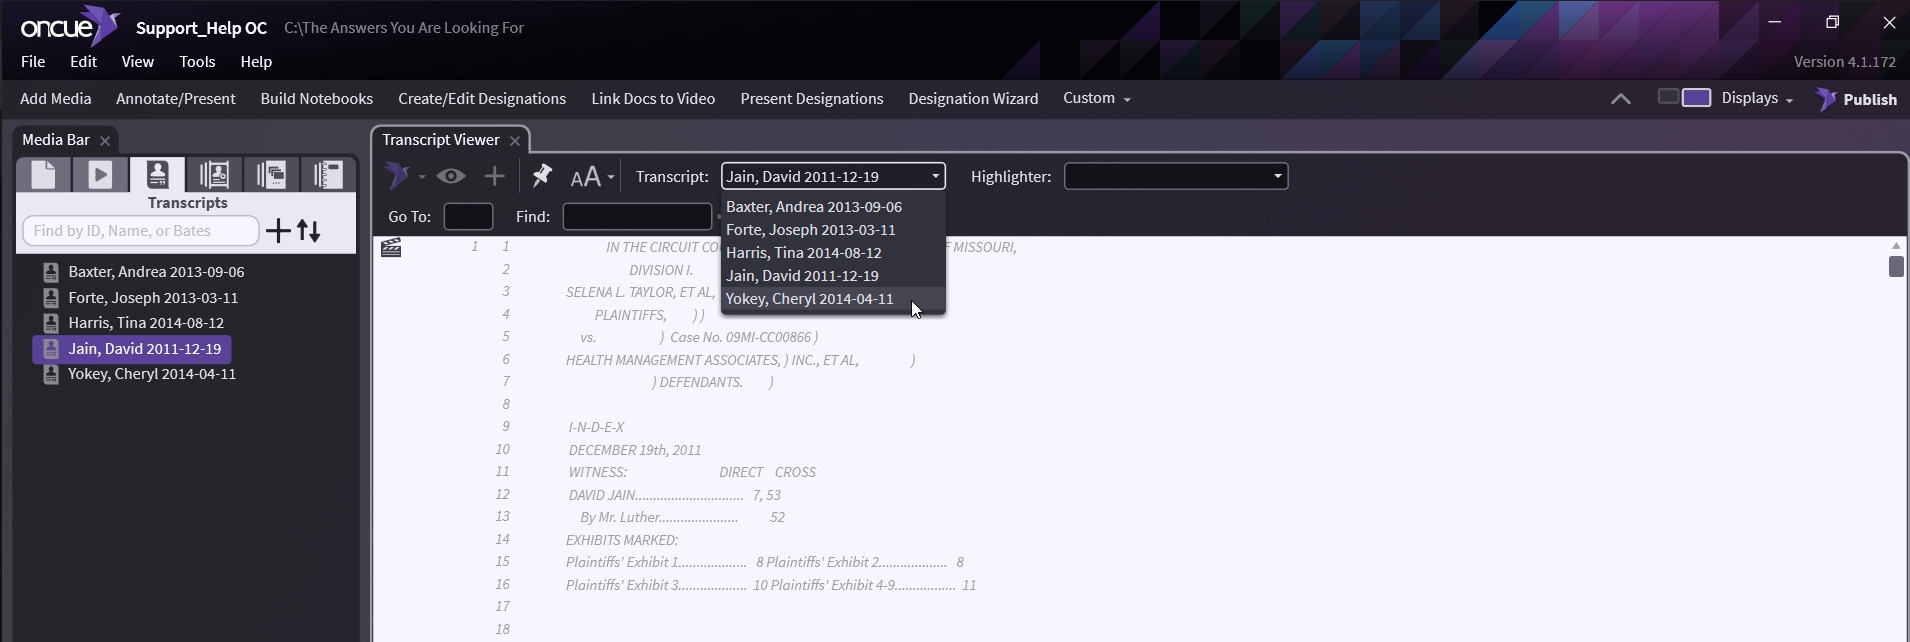 oncue Support_Help OC C:\The Answers You Are Looking For
File Edit View Tools Help Version 4.1.172
Add Media Annotate/Present Build Notebooks Create/Edit Designations Link Docs to Video Present Designations Designation Wizard Custom Displays Publish
Media Bar
Transcripts
Find by ID, Name, or Bates
Baxter, Andrea 2013-09-06
Forte, Joseph 2013-03-11
Harris, Tina 2014-08-12
Jain, David 2011-12-19
Yokey, Cheryl 2014-04-11
Transcript Viewer
AA Transcript: Jain, David 2011-12-19 Highlighter:
Go To: Find:
Baxter, Andrea 2013-09-06
Forte, Joseph 2013-03-11
Harris, Tina 2014-08-12
Jain, David 2011-12-19
Yokey, Cheryl 2014-04-11
1 1 IN THE CIRCUIT MISSOURI,
2 DIVISION I.
3 SELENA L. TAYLOR, ET AL,
4 PLAINTIFFS, ) )
5 vs. ) Case No. 09MI-CC00866 )
6 HEALTH MANAGEMENT ASSOCIATES, ) INC., ET AL, )
7 ) DEFENDANTS. )
8
9 I-N-D-E-X
10 DECEMBER 19th, 2011
11 WITNESS: DIRECT CROSS
12 DAVID JAIN............................ 7, 53
13 By Mr. Luther...................... 52
14 EXHIBITS MARKED:
15 Plaintiffs' Exhibit 1................... 8 Plaintiffs' Exhibit 2................... 8
16 Plaintiffs' Exhibit 3................... 10 Plaintiffs' Exhibit 4-9................. 11
17
18